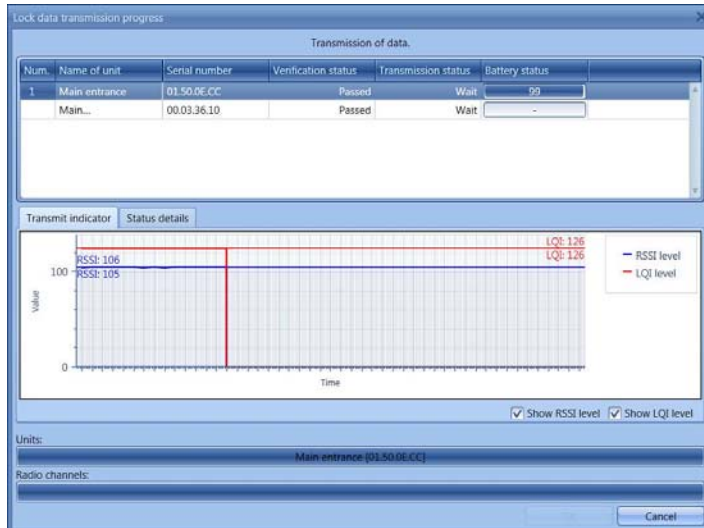 Lock data transmission progress
Transmission of data.
Num. Name of unit Serial number Verification status Transmission status Battery status
1 Main entrance 01.50.0E.CC Passed Wait 99
Main... 00.03.36.10 Passed Wait -
Transmit indicator Status details
LQI: 126
RSSI: 106 LQI: 126
100 RSSI: 105
RSSI level
LQI level
Value
0
Time
Show RSSI level Show LQI level
Units:
Main entrance [01.50.0E.CC]
Radio channels:
Cancel